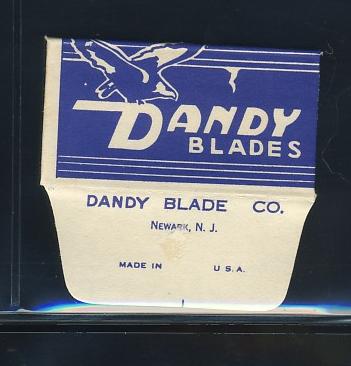 DANDY
BLADES
DANDY BLADE CO.
NEWARK, N. J.
MADE IN U.S.A.